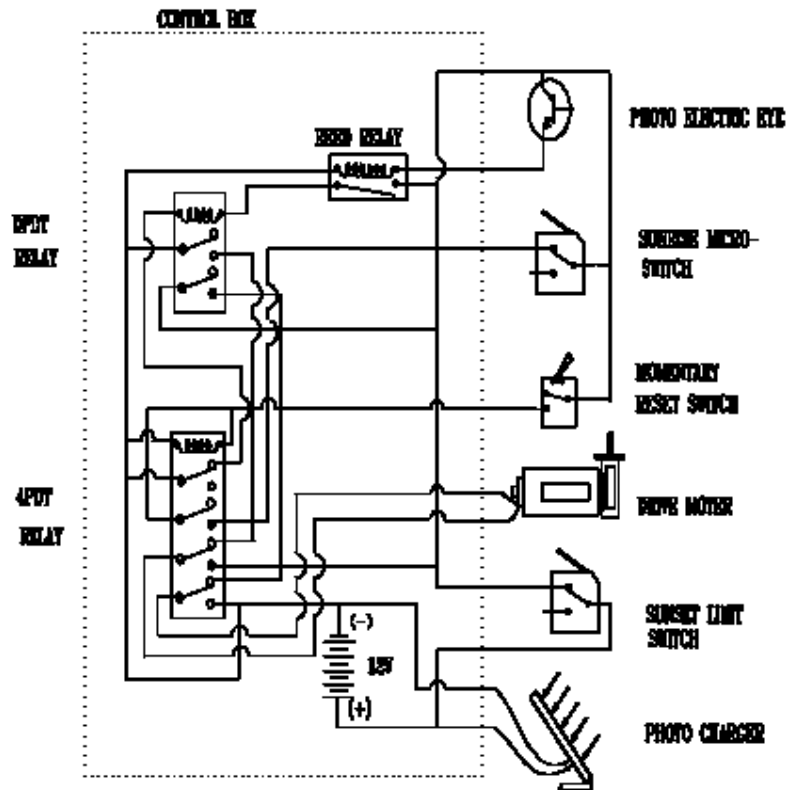 CONTROL BOX
PHOTO ELECTRIC EYE
REED RELAY
DPDT
RELAY
SUNRISE MICRO-
SWITCH
MOMENTARY
RESET SWITCH
4PDT
RELAY
DRIVE MOTER
SUNSET LIMIT
SWITCH
(-)
12V
(+)
PHOTO CHARGER